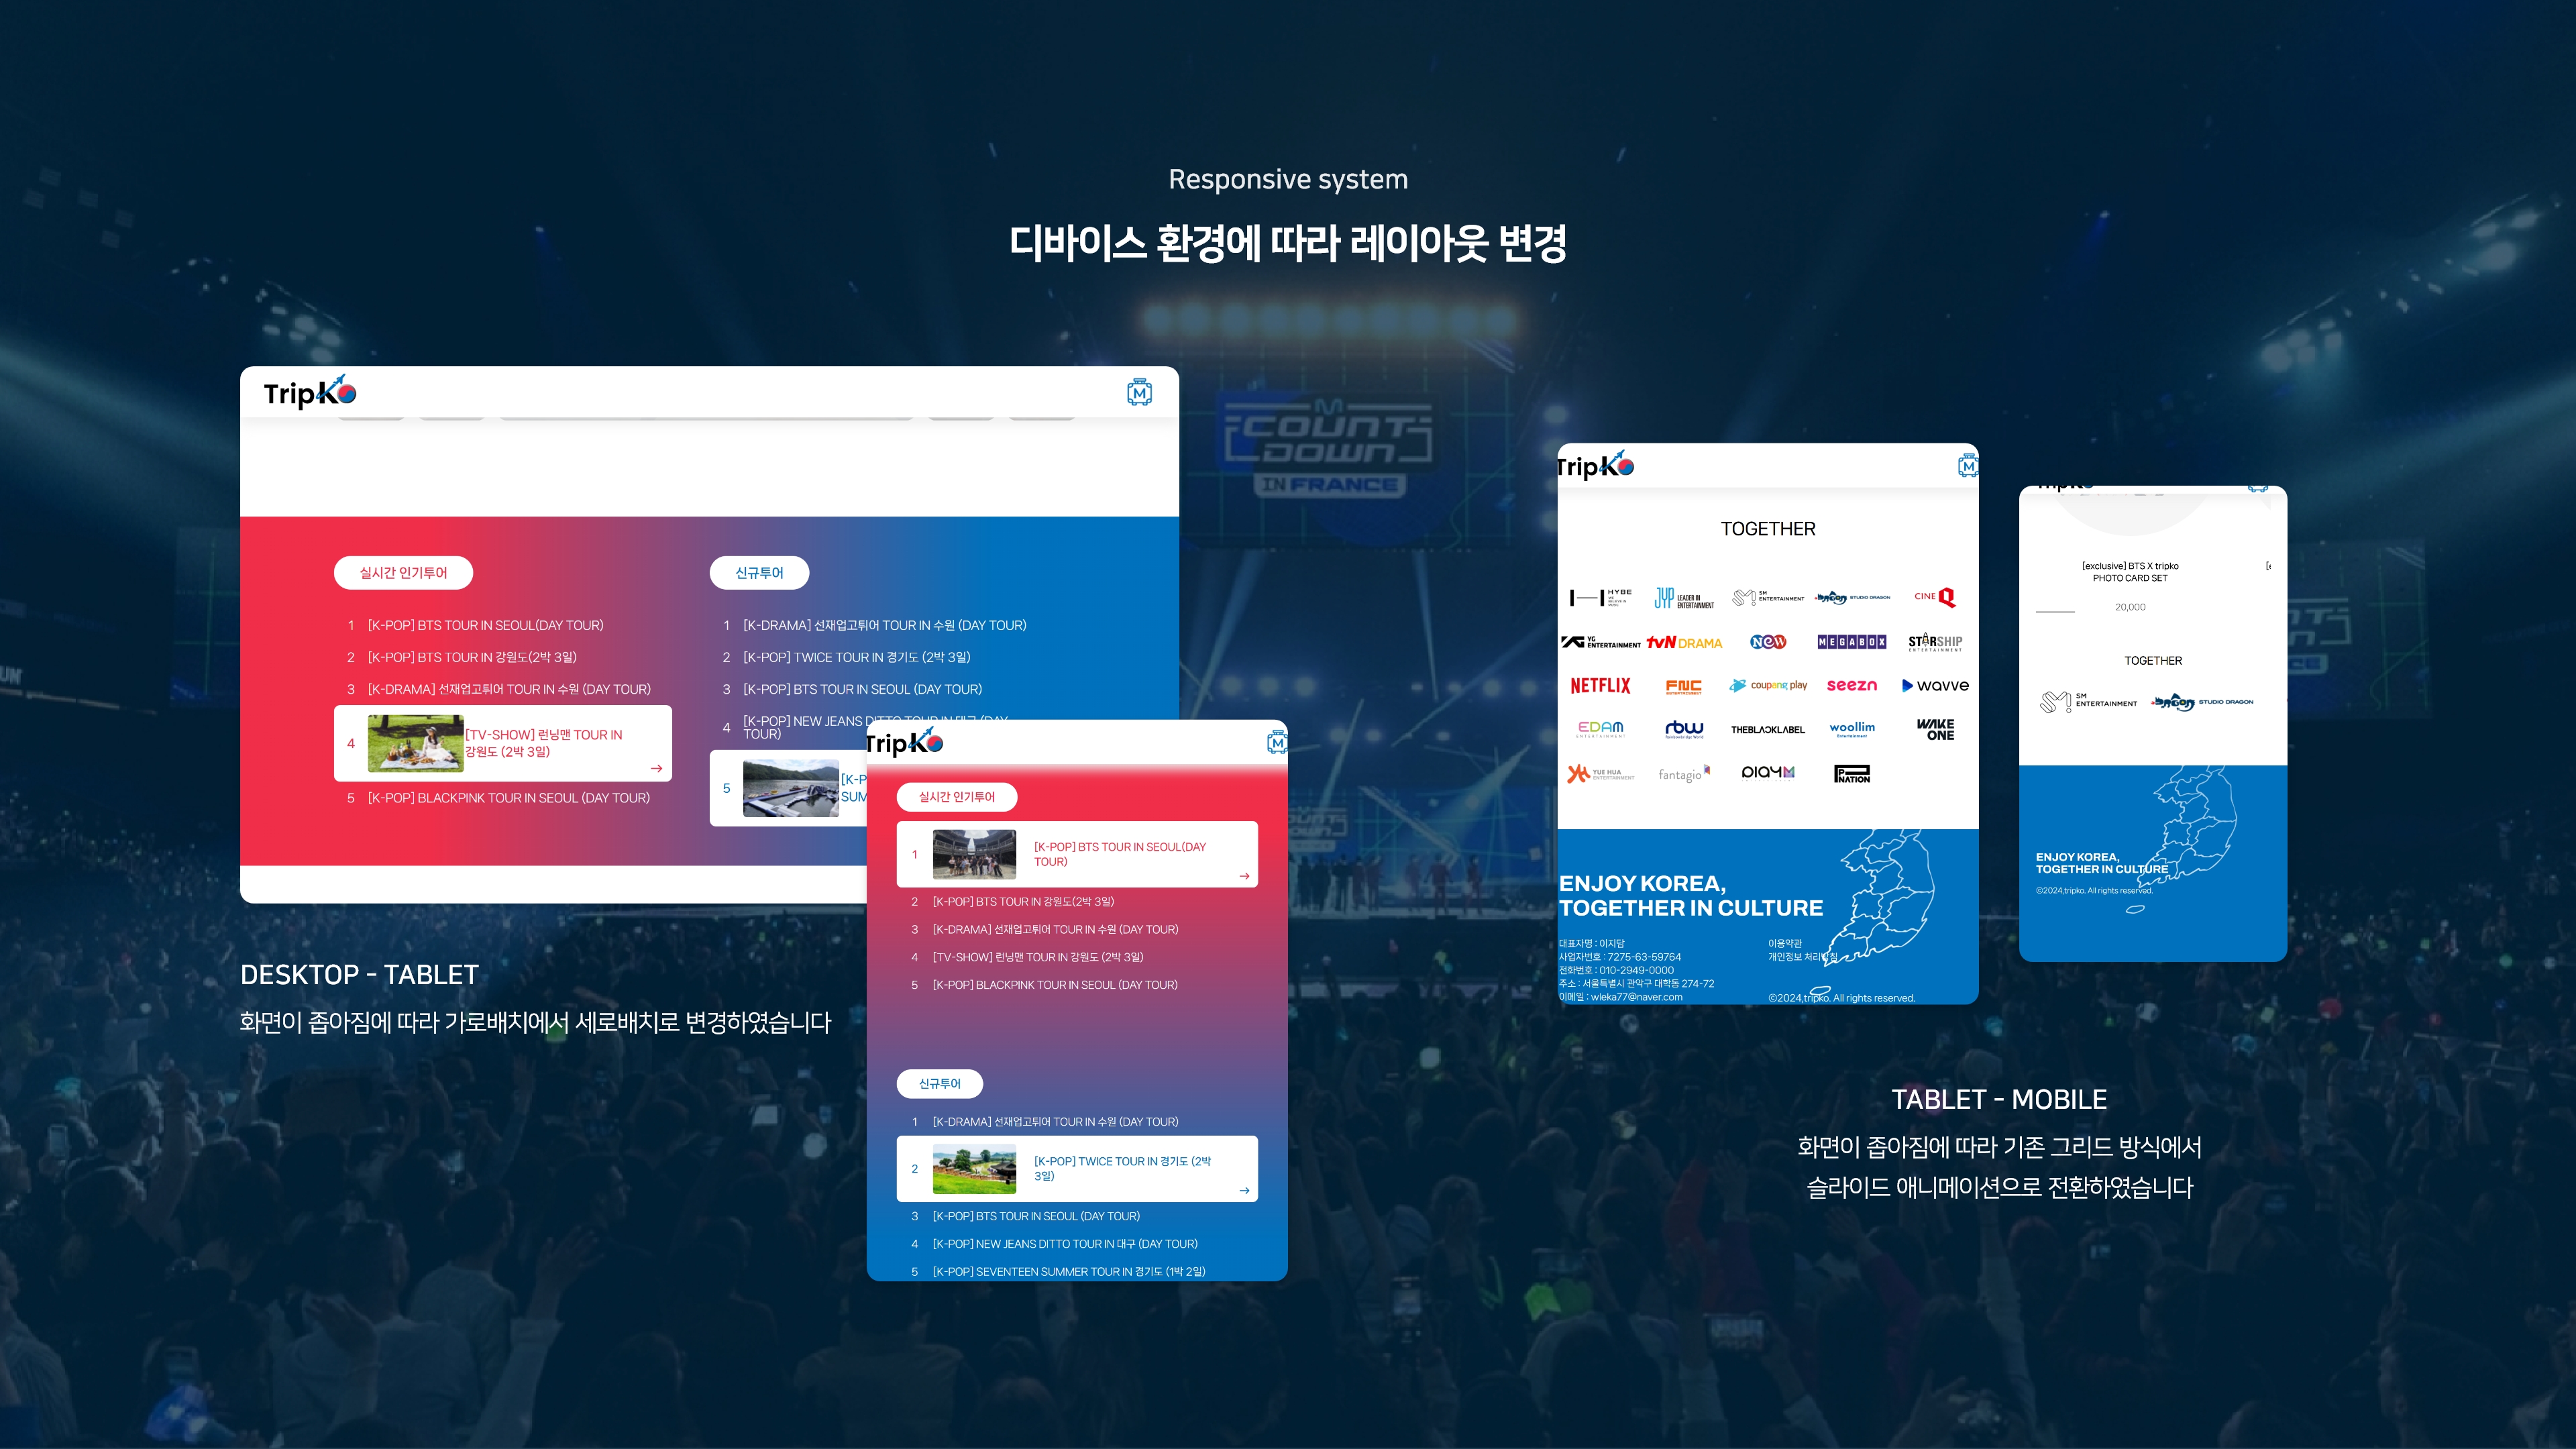 Responsive system
디바이스 환경에 따라 레이아웃 변경
COUNT
DOWN
IN FRANCE
TripKo
M
실시간 인기투어
1 [K-POP] BTS TOUR IN SEOUL(DAY TOUR)
2 [K-POP] BTS TOUR IN 강원도(2박 3일)
3 [K-DRAMA] 선재업고튀어 TOUR IN 수원 (DAY TOUR)
4 [TV-SHOW] 런닝맨 TOUR IN
강원도 (2박 3일)
5 [K-POP] BLACKPINK TOUR IN SEOUL (DAY TOUR)
신규투어
1 [K-DRAMA] 선재업고튀어 TOUR IN 수원 (DAY TOUR)
2 [K-POP] TWICE TOUR IN 경기도 (2박 3일)
3 [K-POP] BTS TOUR IN SEOUL (DAY TOUR)
4 [K-POP] NEW JEANS DITTO TOUR IN 대구 (DAY
TOUR)
5 [K-P
SUM
DESKTOP - TABLET
화면이 좁아짐에 따라 가로배치에서 세로배치로 변경하였습니다
TripKo
M
실시간 인기투어
1 [K-POP] BTS TOUR IN SEOUL(DAY
TOUR)
2 [K-POP] BTS TOUR IN 강원도(2박 3일)
3 [K-DRAMA] 선재업고튀어 TOUR IN 수원 (DAY TOUR)
4 [TV-SHOW] 런닝맨 TOUR IN 강원도 (2박 3일)
5 [K-POP] BLACKPINK TOUR IN SEOUL (DAY TOUR)
신규투어
1 [K-DRAMA] 선재업고튀어 TOUR IN 수원 (DAY TOUR)
2 [K-POP] TWICE TOUR IN 경기도 (2박
3일)
3 [K-POP] BTS TOUR IN SEOUL (DAY TOUR)
4 [K-POP] NEW JEANS DITTO TOUR IN 대구 (DAY TOUR)
5 [K-POP] SEVENTEEN SUMMER TOUR IN 경기도 (1박 2일)
TripKo
M
TOGETHER
HYBE JYP LEADER IN ENTERTAINMENT SM ENTERTAINMENT DRAGON STUDIO DRAGON CINE Q
YG ENTERTAINMENT tvN DRAMA NEW MEGABOX STARSHIP ENTERTAINMENT
NETFLIX FNC ENTERTAINMENT coupang play seezn wavve
EDAM ENTERTAINMENT rbw Rainbowbridge World THEBLACKLABEL woollim Entertainment WAKE ONE
YUE HUA ENTERTAINMENT fantagio PLAYM P NATION
ENJOY KOREA,
TOGETHER IN CULTURE
대표자명 : 이지담
사업자번호 : 7275-63-59764
전화번호 : 010-2949-0000
주소 : 서울특별시 관악구 대학동 274-72
이메일 : wleka77@naver.com
이용약관
개인정보 처리방침
©2024,tripko. All rights reserved.
[exclusive] BTS X tripko
PHOTO CARD SET
20,000
TOGETHER
SM ENTERTAINMENT DRAGON STUDIO DRAGON
ENJOY KOREA,
TOGETHER IN CULTURE
©2024,tripko. All rights reserved.
TABLET - MOBILE
화면이 좁아짐에 따라 기존 그리드 방식에서
슬라이드 애니메이션으로 전환하였습니다